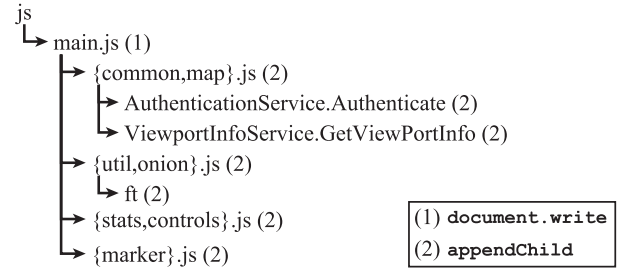 js
main.js (1)
{common,map}.js (2)
AuthenticationService.Authenticate (2)
ViewportInfoService.GetViewPortInfo (2)
{util,onion}.js (2)
ft (2)
{stats,controls}.js (2)
{marker}.js (2)
(1) document.write
(2) appendChild